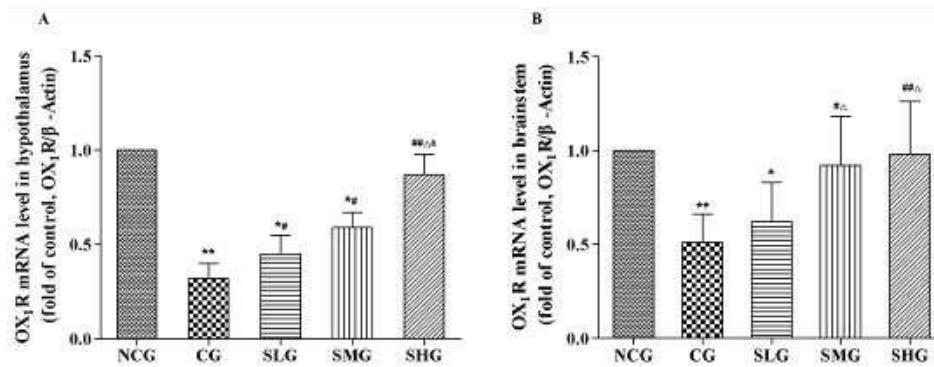 A
OX₁R mRNA level in hypothalamus
(fold of control, OX₁R/β -Actin)
1.5
1.0
0.5
0.0
**
*#
*#
##△
NCG CG SLG SMG SHG
B
OX₁R mRNA level in brainstem
(fold of control, OX₁R/β -Actin)
1.5
1.0
0.5
0.0
**
*
#△
##△
NCG CG SLG SMG SHG